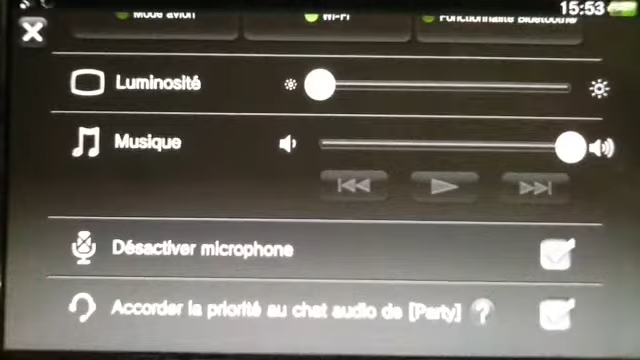 15:53
Mode avion
Wi-Fi
Fonctionnalité Bluetooth®
Luminosité
Musique
Désactiver microphone
Accorder la priorité au chat audio de [Party] ?